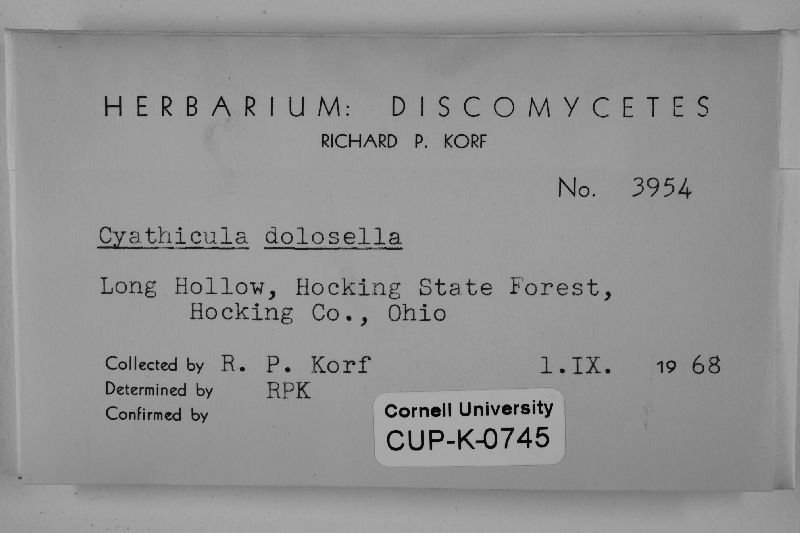 HERBARIUM: DISCOMYCETES
RICHARD P. KORF
No. 3954
Cyathicula dolosella
Long Hollow, Hocking State Forest,
Hocking Co., Ohio
Collected by R. P. Korf 1.IX. 19 68
Determined by RPK
Confirmed by
Cornell University
CUP-K-0745